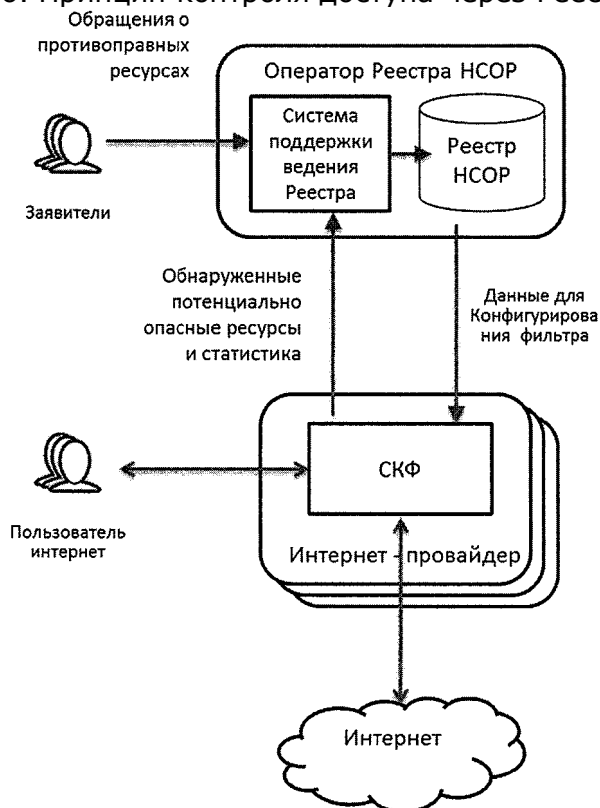 Принцип контроля доступа через
Обращения о
противоправных
ресурсах
Оператор Реестра НСОР
Система
поддержки
ведения
Реестра
Реестр
НСОР
Заявители
Обнаруженные
потенциально
опасные ресурсы
и статистика
Данные для
Конфигурирова
ния фильтра
СКФ
Пользователь
интернет
Интернет - провайдер
Интернет